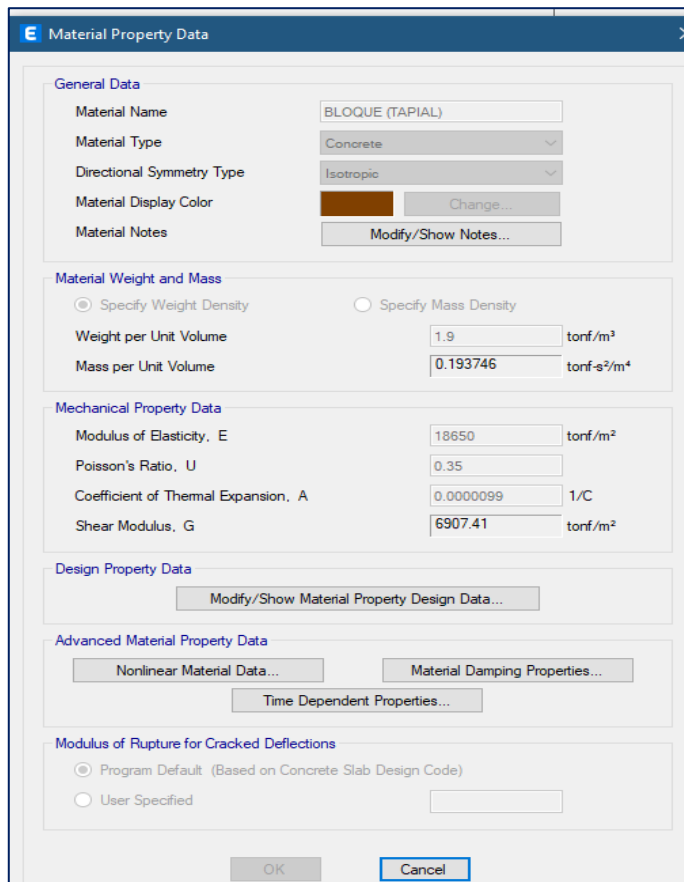 E Material Property Data
General Data
Material Name BLOQUE (TAPIAL)
Material Type Concrete
Directional Symmetry Type Isotropic
Material Display Color Change...
Material Notes Modify/Show Notes...
Material Weight and Mass
Specify Weight Density Specify Mass Density
Weight per Unit Volume 1.9 tonf/m³
Mass per Unit Volume 0.193746 tonf-s²/m⁴
Mechanical Property Data
Modulus of Elasticity, E 18650 tonf/m²
Poisson's Ratio, U 0.35
Coefficient of Thermal Expansion, A 0.0000099 1/C
Shear Modulus, G 6907.41 tonf/m²
Design Property Data
Modify/Show Material Property Design Data...
Advanced Material Property Data
Nonlinear Material Data... Material Damping Properties...
Time Dependent Properties...
Modulus of Rupture for Cracked Deflections
Program Default (Based on Concrete Slab Design Code)
User Specified
OK Cancel